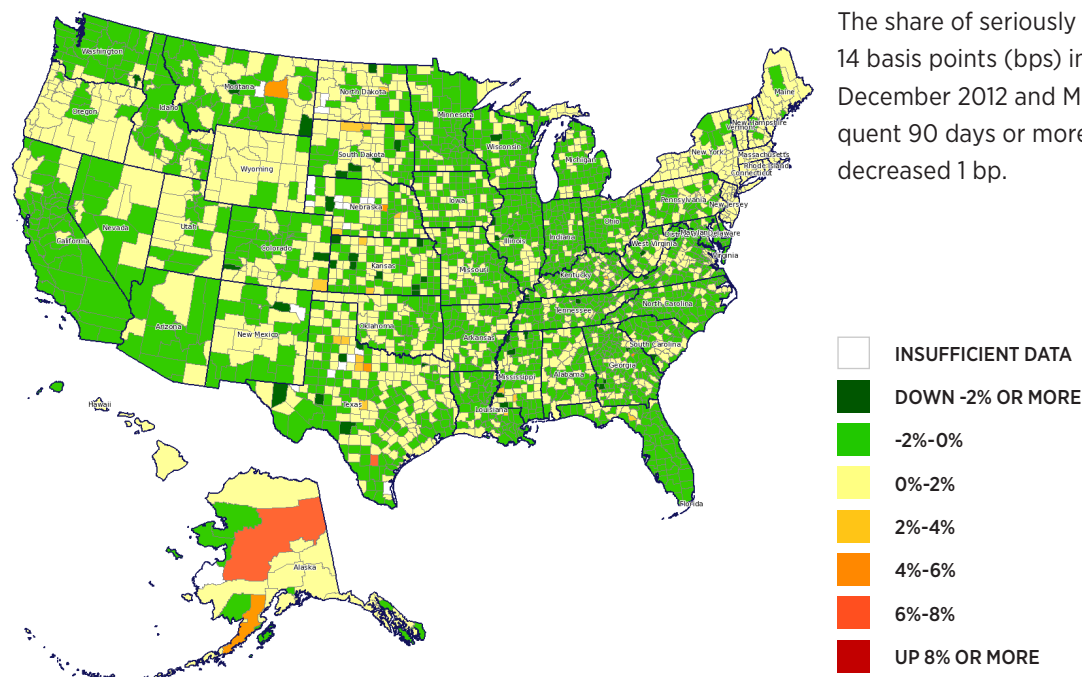 The share of seriously
14 basis points (bps) in
December 2012 and M
quent 90 days or more
decreased 1 bp.
Washington
Montana
North Dakota
Minnesota
Maine
Oregon
Idaho
Wisconsin
Michigan
New Hampshire
Vermont
New York
Massachusetts
Rhode Island
Connecticut
South Dakota
Wyoming
Iowa
Nebraska
Pennsylvania
New Jersey
Nevada
Utah
Ohio
Illinois
Indiana
Delaware
California
Colorado
West Virginia
Virginia
Kansas
Missouri
Kentucky
North Carolina
Tennessee
Arizona
New Mexico
Oklahoma
Arkansas
South Carolina
Georgia
Mississippi
Alabama
Texas
Louisiana
Hawaii
Florida
Alaska
INSUFFICIENT DATA
DOWN -2% OR MORE
-2%-0%
0%-2%
2%-4%
4%-6%
6%-8%
UP 8% OR MORE